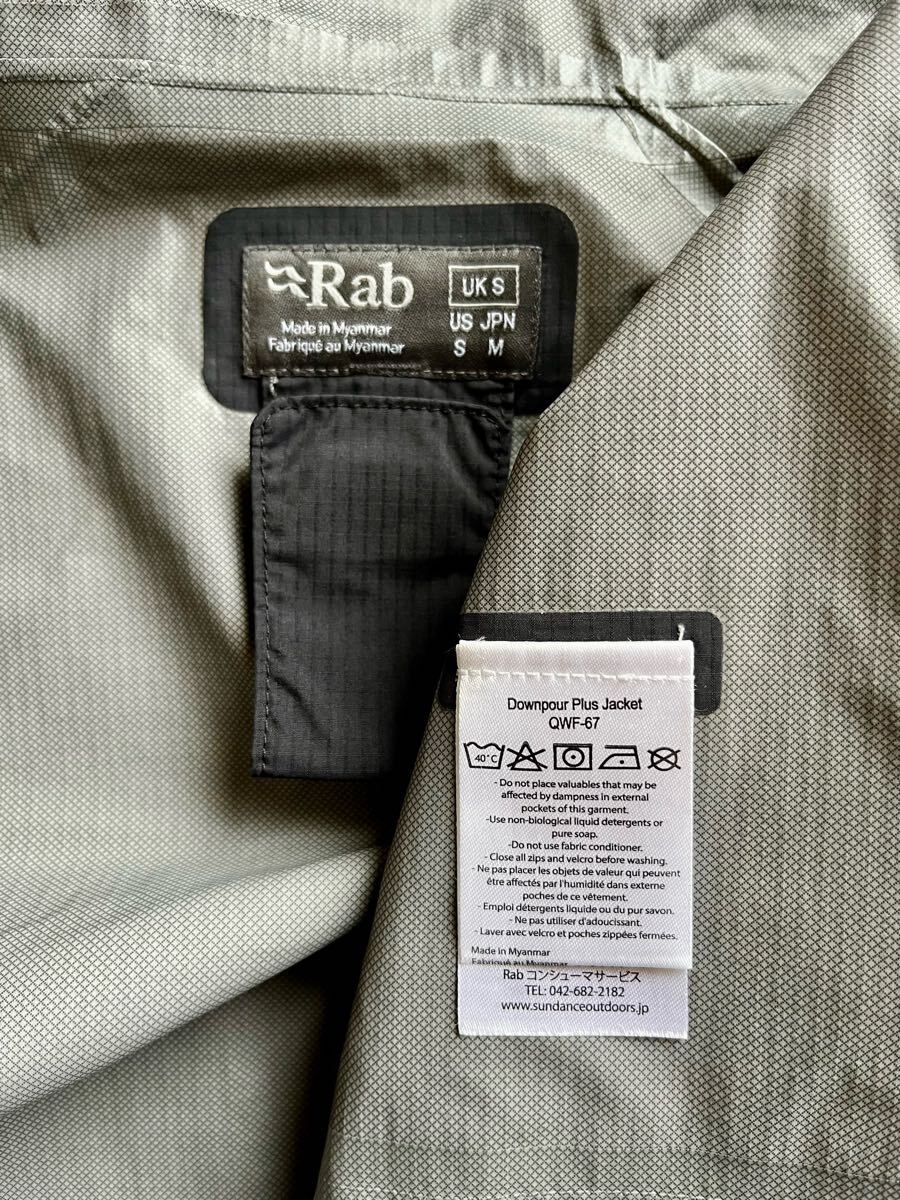 Rab
Made in Myanmar
Fabriqué au Myanmar
UK S
US JPN
S M
Downpour Plus Jacket
QWF-67
40°C
- Do not place valuables that may be
affected by dampness in external
pockets of this garment.
-Use non-biological liquid detergents or
pure soap.
-Do not use fabric conditioner.
- Close all zips and velcro before washing.
- Ne pas placer les objets de valeur qui peuvent
être affectés par l'humidité dans externe
poches de ce vêtement.
- Emploi détergents liquide ou du pur savon.
- Ne pas utiliser d'adoucissant.
- Laver avec velcro et poches zippées fermées.
Made in Myanmar
Fabriqué au Myanmar
Rab コンシューマサービス
TEL: 042-682-2182
www.sundanceoutdoors.jp